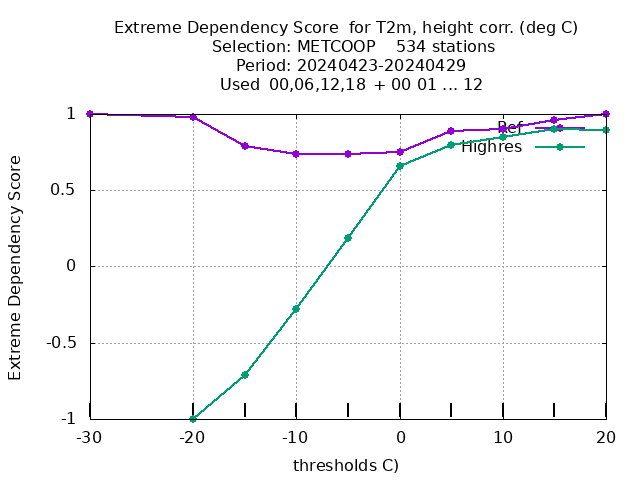 Extreme Dependency Score  for T2m, height corr. (deg C)
Selection: METCOOP    534 stations
Period: 20240423-20240429
Used  00,06,12,18  + 00 01 ... 12
Extreme Dependency Score
1
0.5
0
-0.5
-1
Ref
Highres
-30 -20 -10 0 10 20
thresholds C)